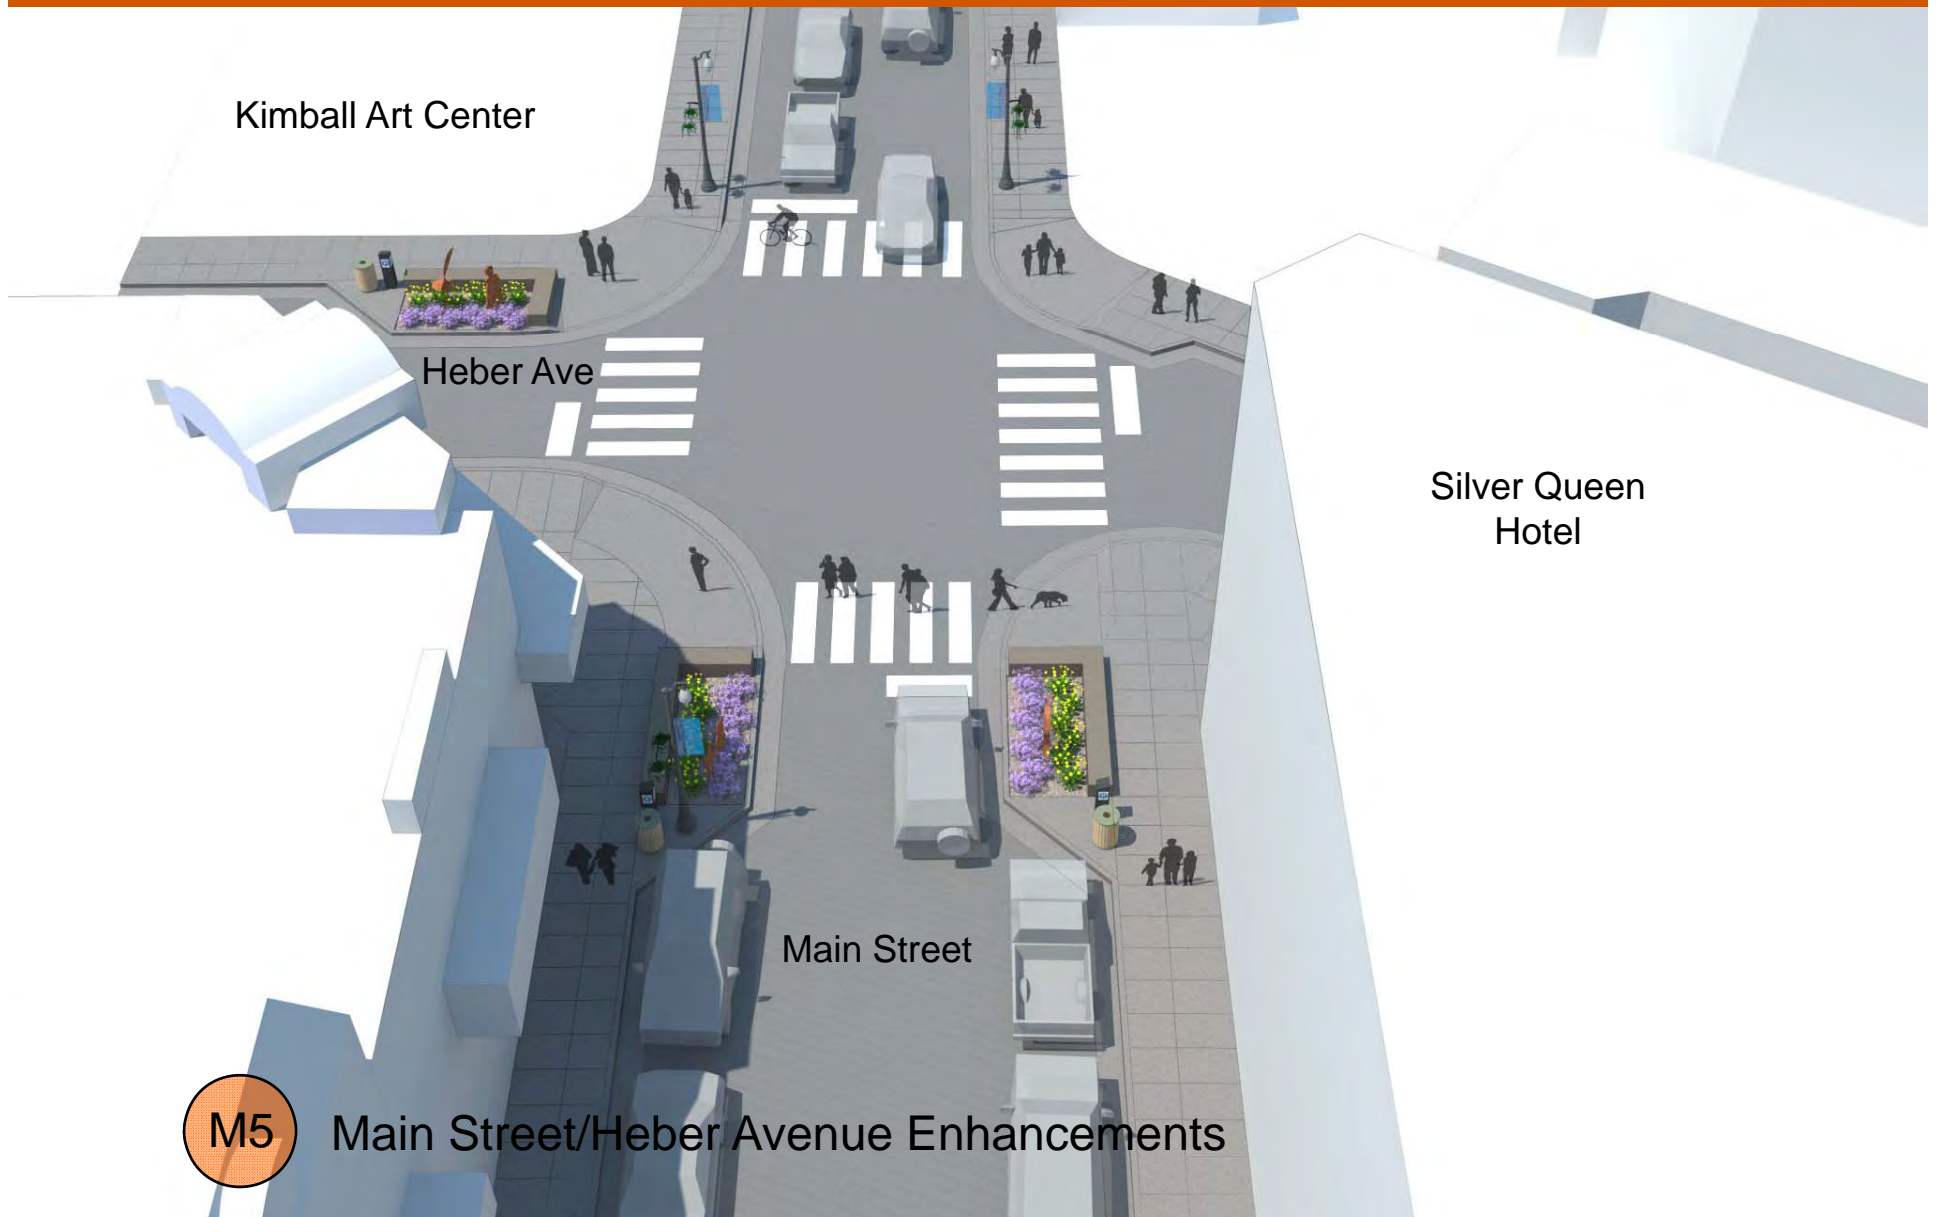 Kimball Art Center
Heber Ave
Silver Queen
Hotel
Main Street
M5
Main Street/Heber Avenue Enhancements